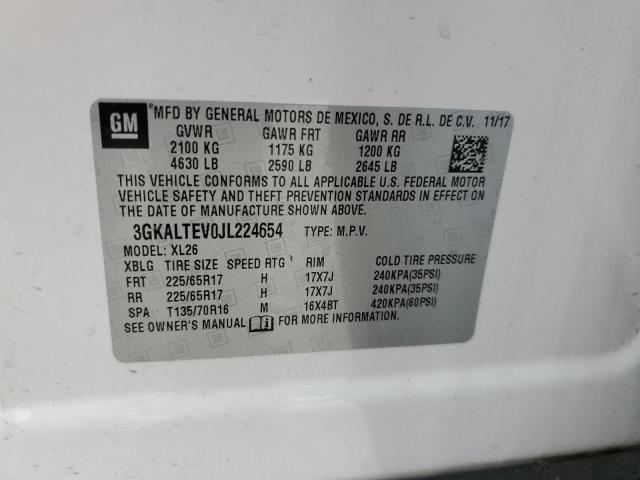 GM
*MFD BY GENERAL MOTORS DE MEXICO, S. DE R.L. DE C.V. 11/17
GVWR GAWR FRT GAWR RR
2100 KG 1175 KG 1200 KG
4630 LB 2590 LB 2645 LB
THIS VEHICLE CONFORMS TO ALL APPLICABLE U.S. FEDERAL MOTOR
VEHICLE SAFETY AND THEFT PREVENTION STANDARDS IN EFFECT ON
THE DATE OF MANUFACTURE SHOWN ABOVE.
3GKALTEV0JL224654 TYPE: M.P.V.
MODEL: XL26
XBLG TIRE SIZE SPEED RTG RIM COLD TIRE PRESSURE
FRT 225/65R17 H 17X7J 240KPA(35PSI)
RR 225/65R17 H 17X7J 240KPA(35PSI)
SPA T135/70R16 M 16X4BT 420KPA(60PSI)
SEE OWNER'S MANUAL FOR MORE INFORMATION.